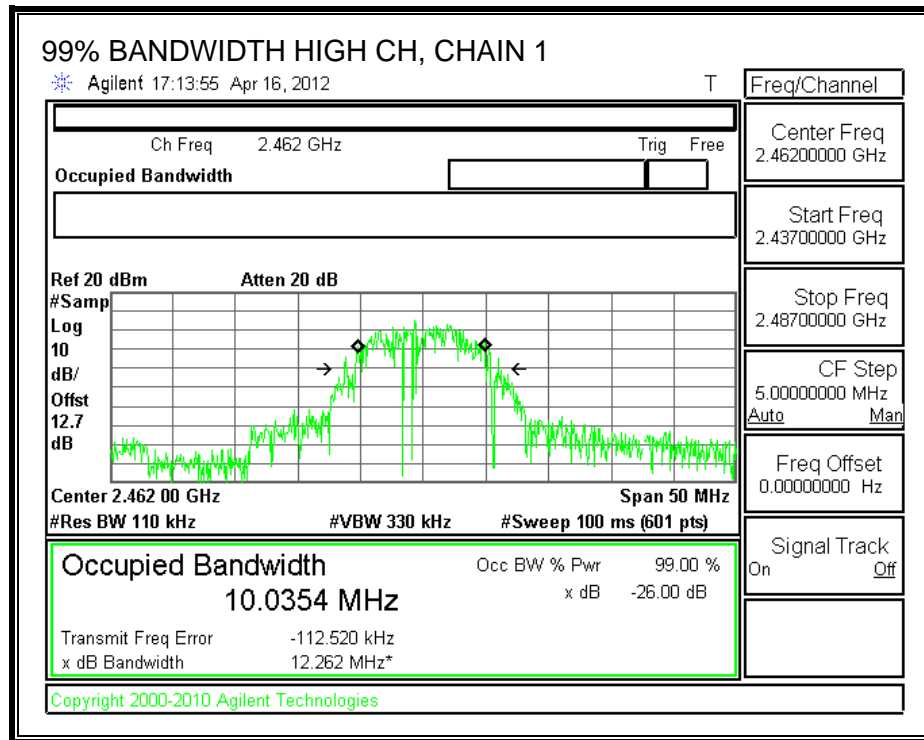 99% BANDWIDTH HIGH CH, CHAIN 1
Agilent 17:13:55 Apr 16, 2012 T
Freq/Channel
Ch Freq 2.462 GHz Trig Free
Occupied Bandwidth
Center Freq
2.46200000 GHz
Start Freq
2.43700000 GHz
Stop Freq
2.48700000 GHz
CF Step
5.00000000 MHz
Auto Man
Freq Offset
0.00000000 Hz
Signal Track
On Off
Ref 20 dBm Atten 20 dB
#Samp
Log
10
dB/
Offst
12.7
dB
Center 2.462 00 GHz Span 50 MHz
#Res BW 110 kHz #VBW 330 kHz #Sweep 100 ms (601 pts)
Occupied Bandwidth Occ BW % Pwr 99.00 %
10.0354 MHz x dB -26.00 dB
Transmit Freq Error -112.520 kHz
x dB Bandwidth 12.262 MHz*
Copyright 2000-2010 Agilent Technologies